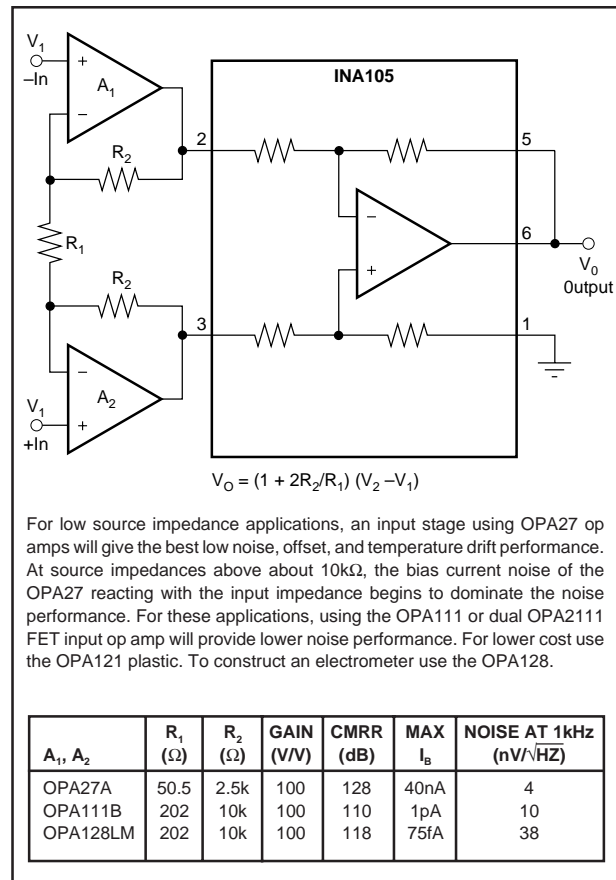 V1
–In
A1
+
–
R2
R1
R2
A2
–
+
V1
+In
INA105
2
3
5
6
1
–
+
V0
0utput
VO = (1 + 2R2/R1) (V2 –V1)
For low source impedance applications, an input stage using OPA27 op
amps will give the best low noise, offset, and temperature drift performance.
At source impedances above about 10kΩ, the bias current noise of the
OPA27 reacting with the input impedance begins to dominate the noise
performance. For these applications, using the OPA111 or dual OPA2111
FET input op amp will provide lower noise performance. For lower cost use
the OPA121 plastic. To construct an electrometer use the OPA128.
A1, A2 R1 (Ω) R2 (Ω) GAIN (V/V) CMRR (dB) MAX IB NOISE AT 1kHz (nV/√HZ)
OPA27A 50.5 2.5k 100 128 40nA 4
OPA111B 202 10k 100 110 1pA 10
OPA128LM 202 10k 100 118 75fA 38